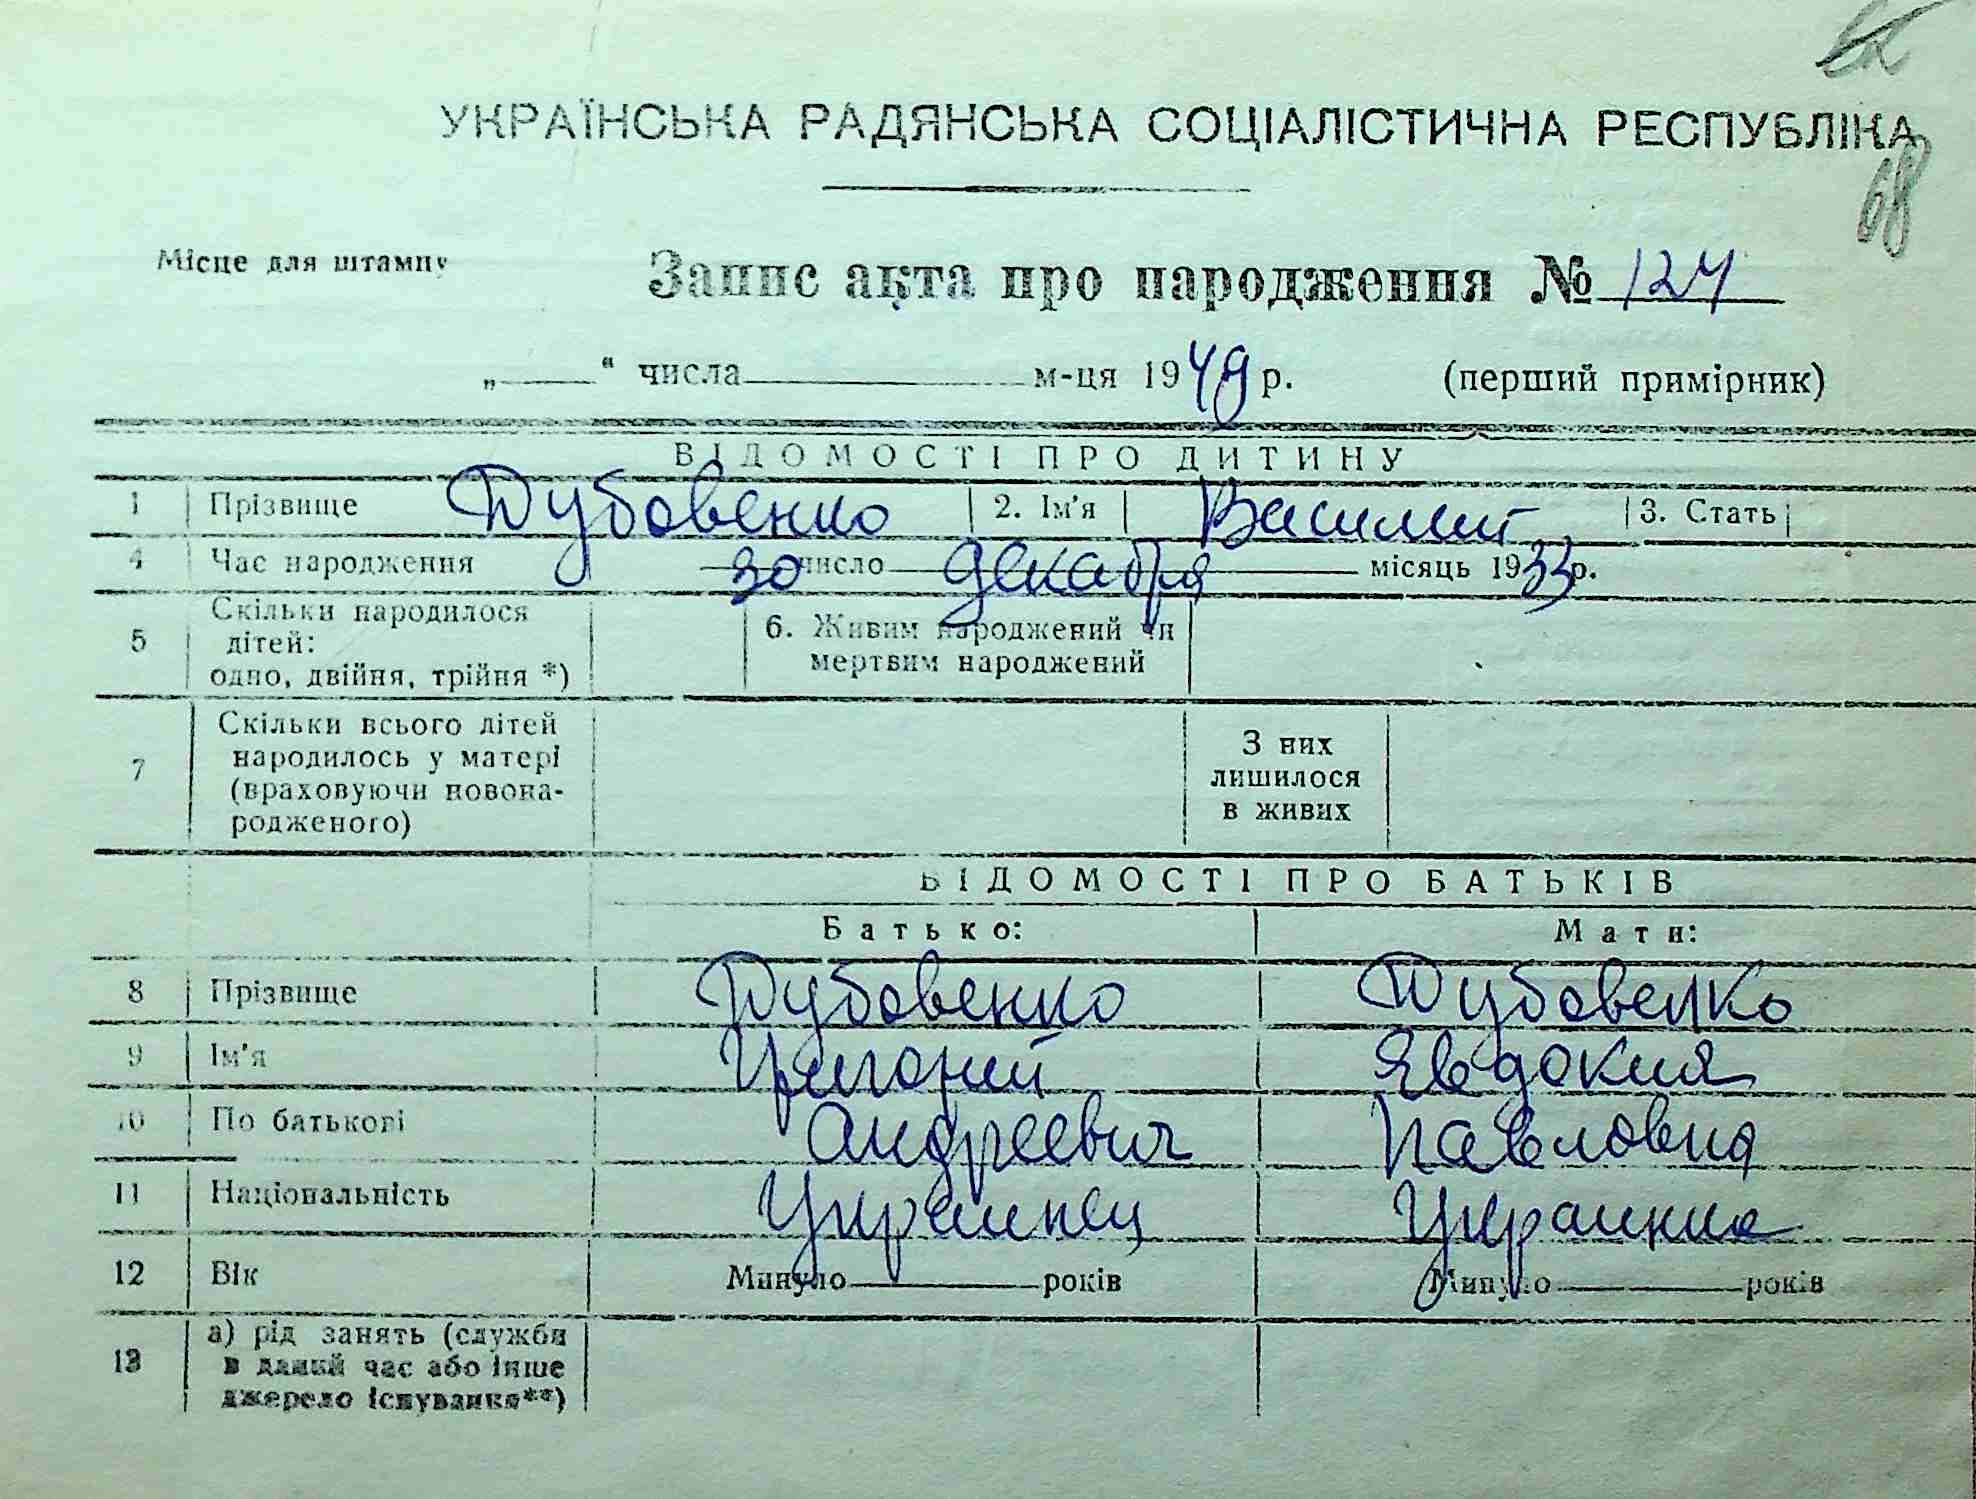 УКРАЇНСЬКА РАДЯНСЬКА СОЦІАЛІСТИЧНА РЕСПУБЛІКА
68
Місце для штампу
Запис акта про народження № 124
„ “ числа м-ця 1949 р. (перший примірник)
ВІДОМОСТІ ПРО ДИТИНУ
1 Прізвище Дубовенко 2. Ім'я Василий 3. Стать
4 Час народження 30 число декабря місяць 1933 р.
5 Скільки народилося дітей: одно, двійня, трійня *) 6. Живим народжений чи мертвим народжений
7 Скільки всього дітей народилось у матері (враховуючи новонародженого) З них лишилося в живих
ВІДОМОСТІ ПРО БАТЬКІВ
Батько: Мати:
8 Прізвище Дубовенко Дубовенко
9 Ім'я Григорий Явдокия
10 По батькові Андреевич Павловна
11 Національність Украинец Украинка
12 Вік Минуло років Минуло років
13 а) рід занять (служби в даний час або інше джерело існування**)